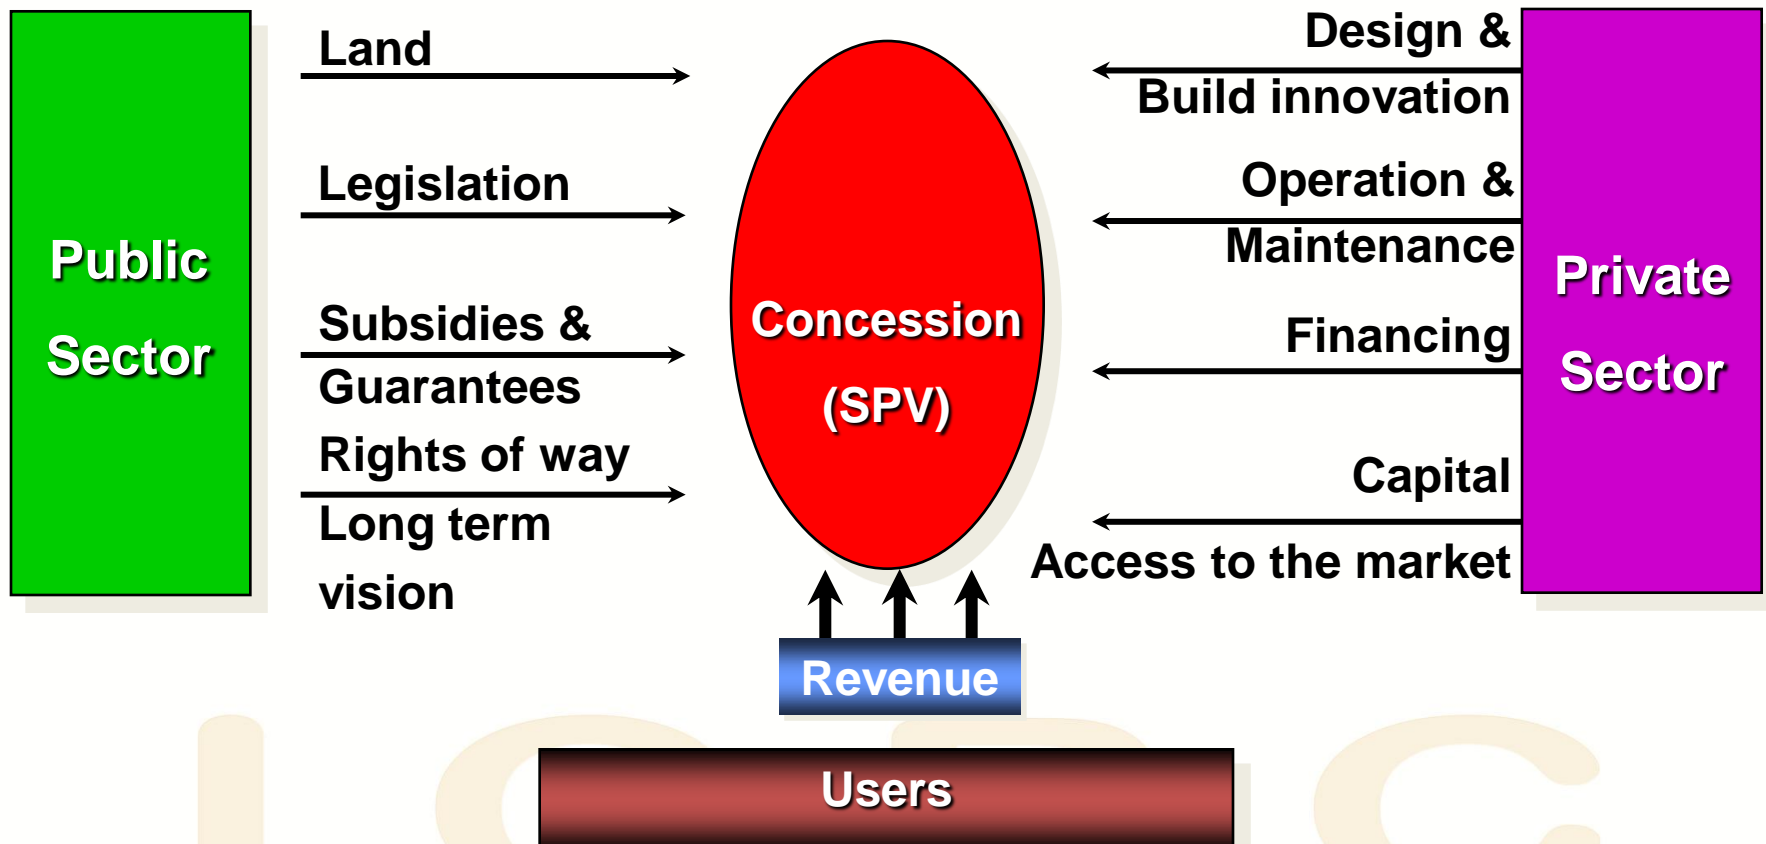 Public
Sector
Land
Legislation
Subsidies &
Guarantees
Rights of way
Long term
vision
Concession
(SPV)
Design &
Build innovation
Operation &
Maintenance
Financing
Capital
Access to the market
Private
Sector
Revenue
Users